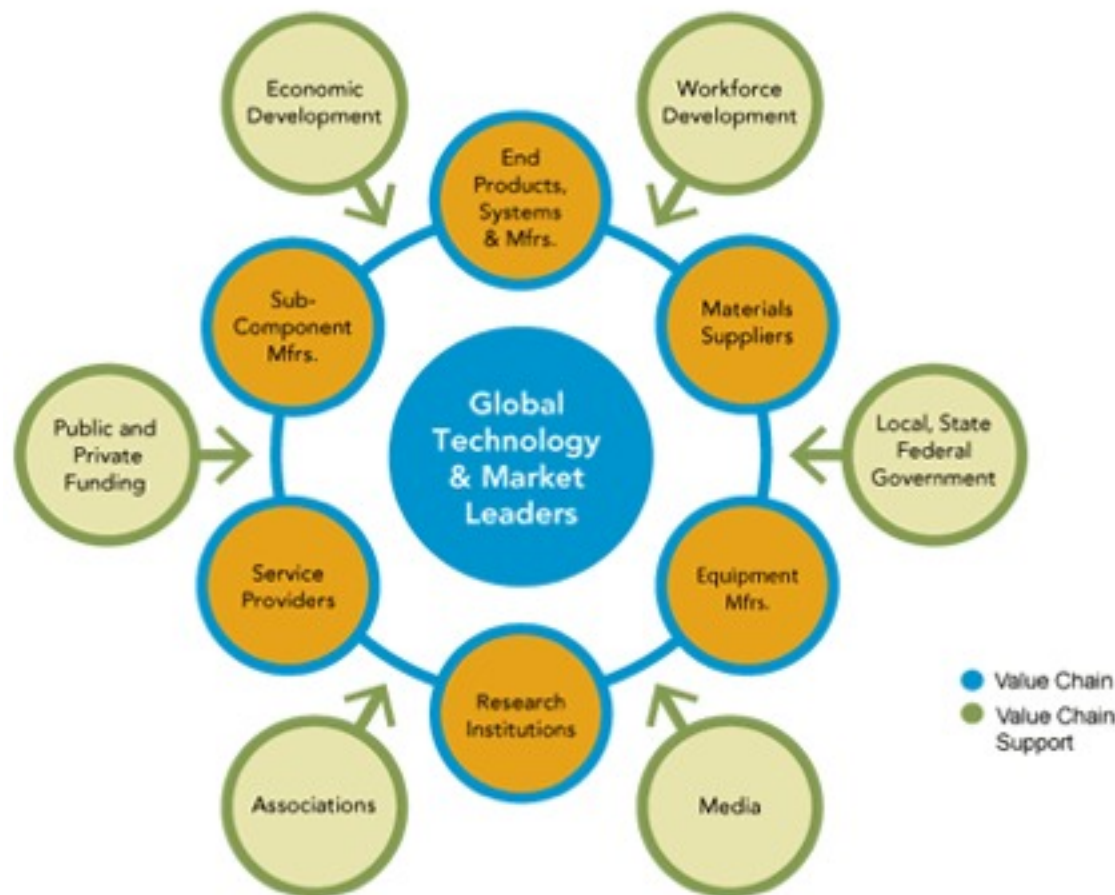 Economic
Development
Workforce
Development
End
Products,
Systems
& Mfrs.
Sub-
Component
Mfrs.
Materials
Suppliers
Global
Technology
& Market
Leaders
Public and
Private
Funding
Local, State
Federal
Government
Service
Providers
Equipment
Mfrs.
Research
Institutions
Associations
Media
Value Chain
Value Chain
Support